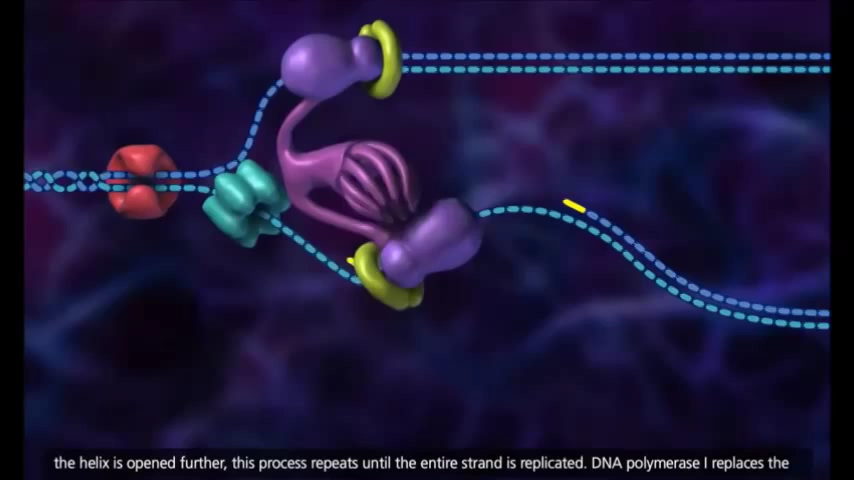 the helix is opened further, this process repeats until the entire strand is replicated. DNA polymerase I replaces the